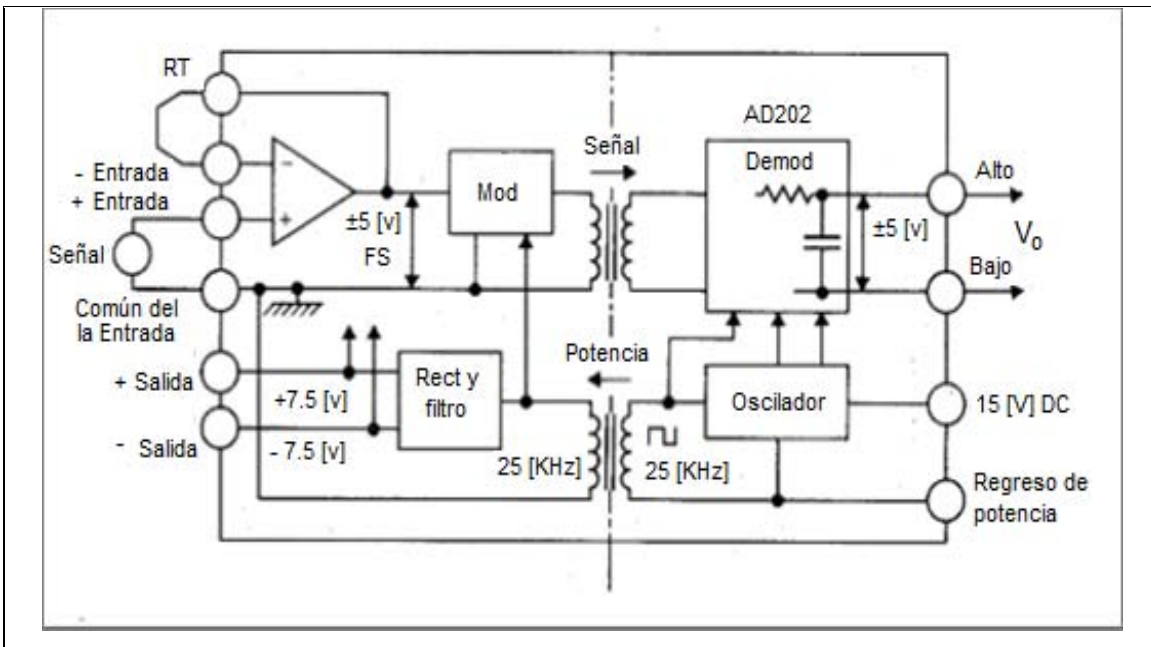 RT
- Entrada
+ Entrada
Señal
Común del
la Entrada
+ Salida
- Salida
±5 [v]
FS
Mod
+7.5 [v]
- 7.5 [v]
Rect y
filtro
25 [KHz]
Señal
Potencia
25 [KHz]
AD202
Demod
±5 [v]
Oscilador
Alto
Vo
Bajo
15 [V] DC
Regreso de
potencia